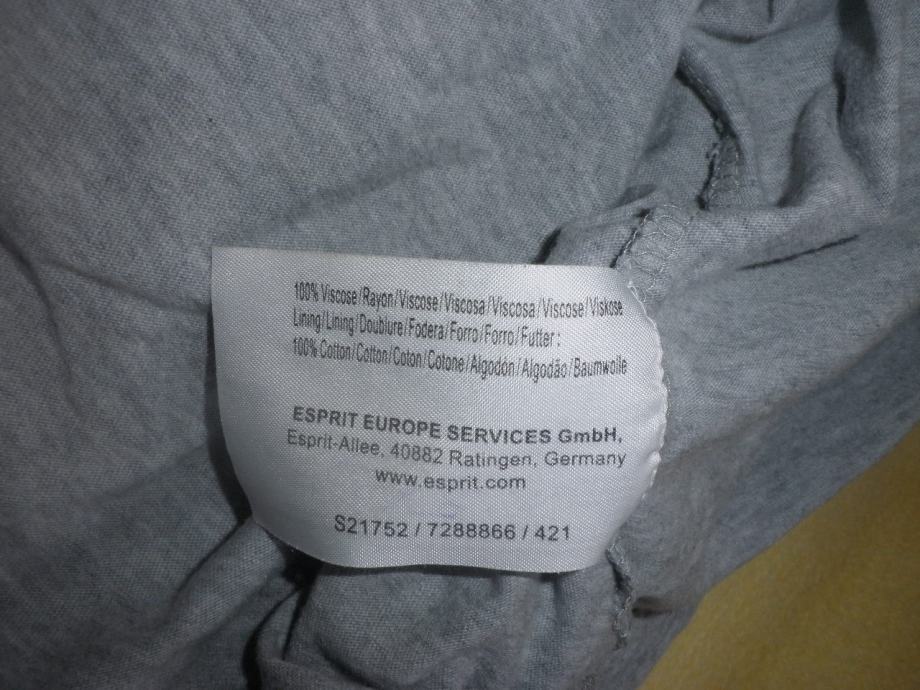 100% Viscose/Rayon/Viscose/Viscosa/Viscosa/Viscose/Viskose
Lining/Lining/Doublure/Fodera/Forro/Forro/Futter:
100% Cotton/Cotton/Coton/Cotone/Algodón/Algodão/Baumwolle
ESPRIT EUROPE SERVICES GmbH,
Esprit-Allee, 40882 Ratingen, Germany
www.esprit.com
S21752 / 7288866 / 421